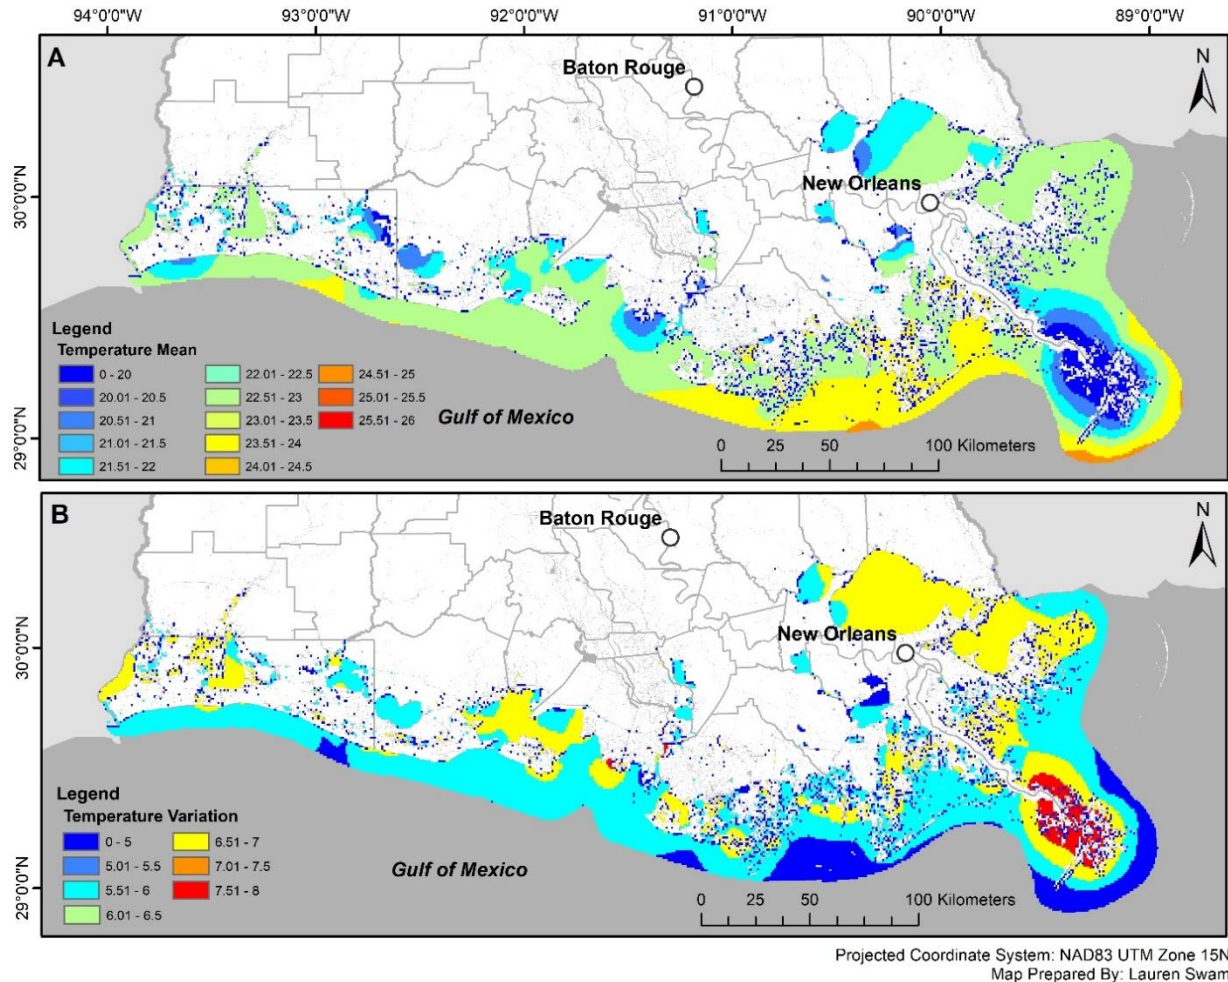 94°0'0"W 93°0'0"W 92°0'0"W 91°0'0"W 90°0'0"W 89°0'0"W
A
N
Baton Rouge
New Orleans
30°0'0"N
29°0'0"N
Legend
Temperature Mean
0 - 20 22.01 - 22.5 24.51 - 25
20.01 - 20.5 22.51 - 23 25.01 - 25.5
20.51 - 21 23.01 - 23.5 25.51 - 26
21.01 - 21.5 23.51 - 24
21.51 - 22 24.01 - 24.5
Gulf of Mexico
0 25 50 100 Kilometers
B
N
Baton Rouge
New Orleans
30°0'0"N
29°0'0"N
Legend
Temperature Variation
0 - 5 6.51 - 7
5.01 - 5.5 7.01 - 7.5
5.51 - 6 7.51 - 8
6.01 - 6.5
Gulf of Mexico
0 25 50 100 Kilometers
Projected Coordinate System: NAD83 UTM Zone 15N
Map Prepared By: Lauren Swam